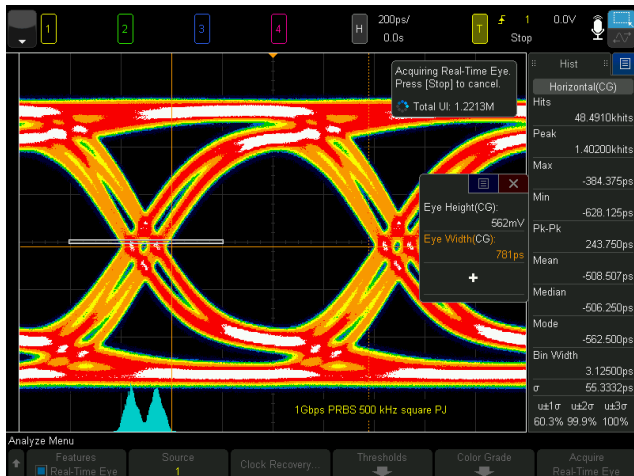 1
2
3
4
H
200ps/
0.0s
T
1
0.0V
Stop
Acquiring Real-Time Eye.
Press [Stop] to cancel.
Total UI: 1.2213M
Hist
Horizontal(CG)
Hits
48.4910khits
Peak
1.40200khits
Max
-384.375ps
Min
-628.125ps
Pk-Pk
243.750ps
Mean
-508.507ps
Median
-506.250ps
Mode
-562.500ps
Bin Width
3.12500ps
σ
55.3332ps
u±1σ u±2σ u±3σ
60.3% 99.9% 100%
Eye Height(CG):
562mV
Eye Width(CG):
781ps
1Gbps PRBS 500 kHz square PJ
Analyze Menu
Features
Real-Time Eye
Source
1
Clock Recovery...
Thresholds
Color Grade
Acquire
Real-Time Eye